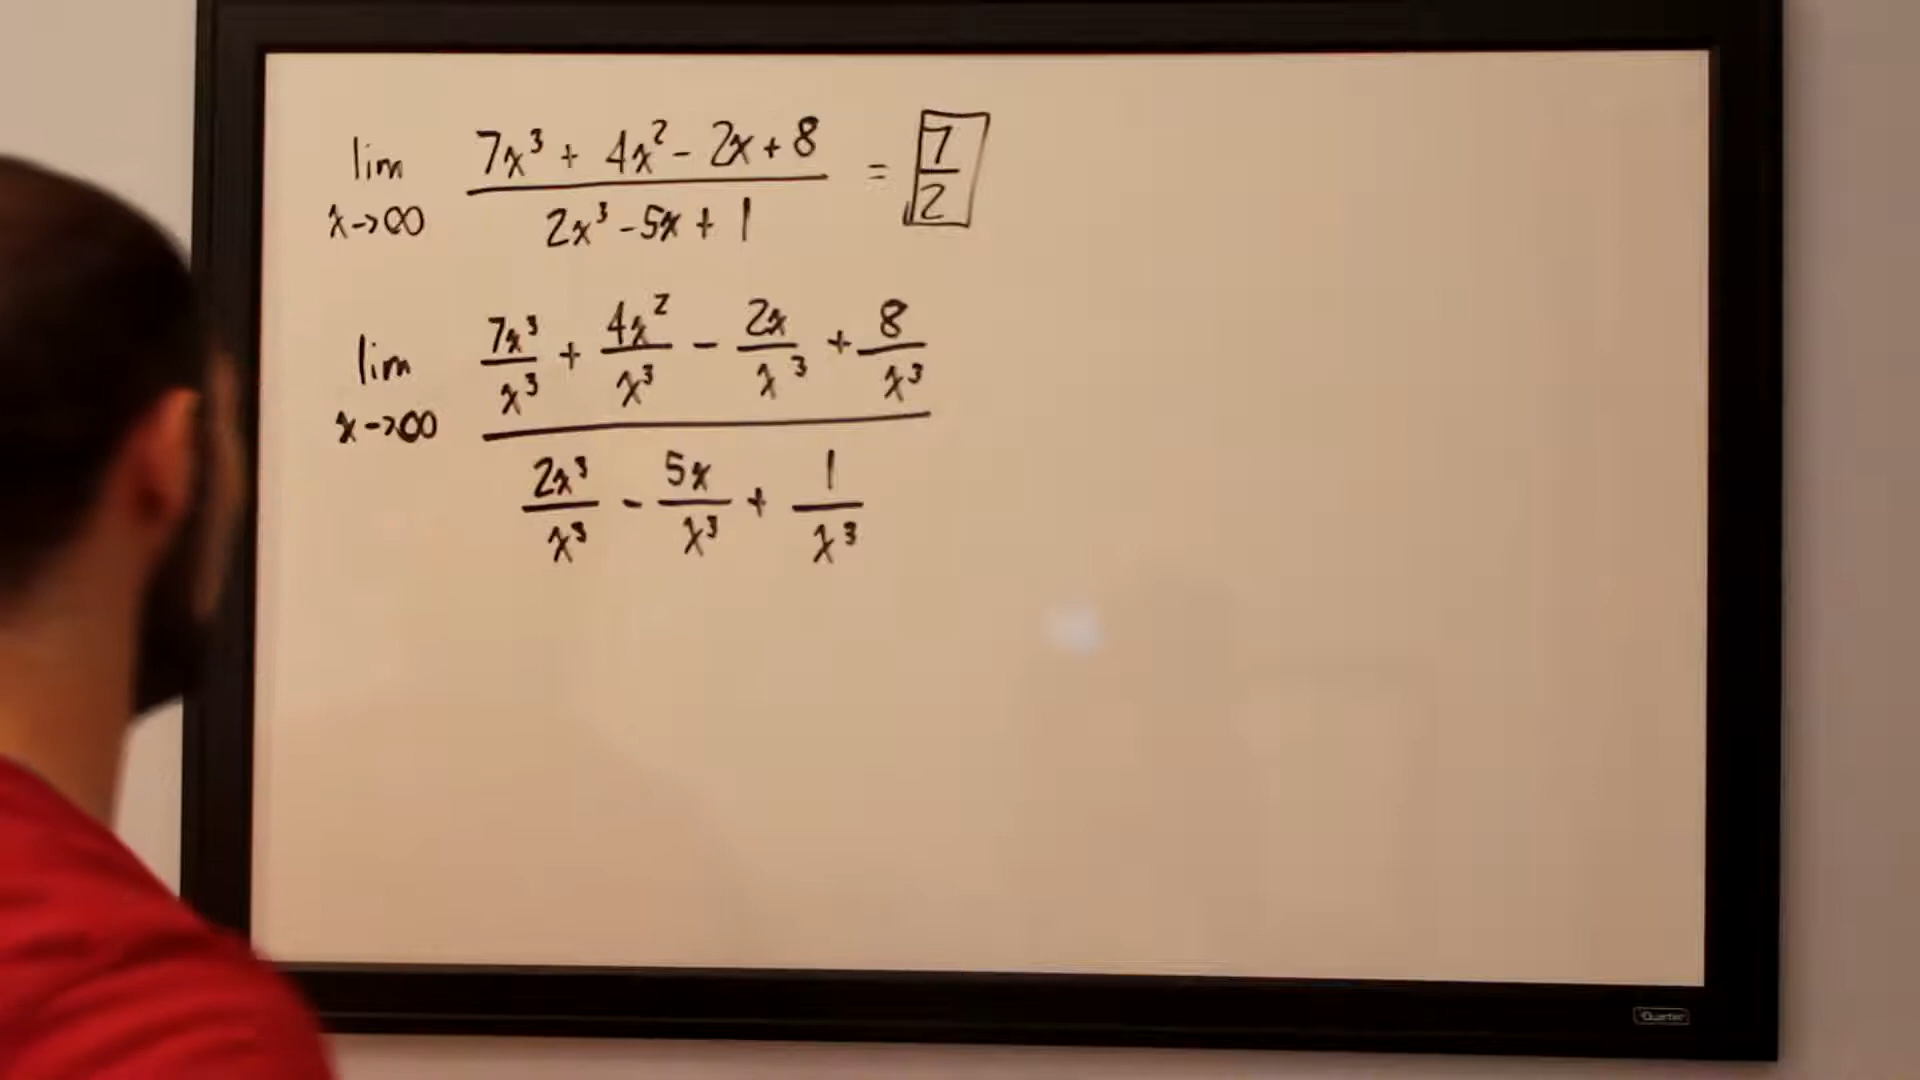 lim x→∞ (7x³ + 4x² - 2x + 8) / (2x³ - 5x + 1) = 7/2
lim x→∞ (7x³/x³ + 4x²/x³ - 2x/x³ + 8/x³) / (2x³/x³ - 5x/x³ + 1/x³)
Quartet